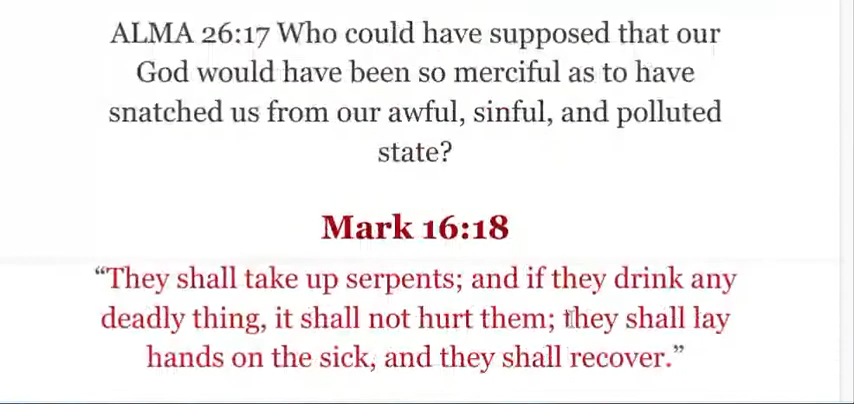 ALMA 26:17 Who could have supposed that our
God would have been so merciful as to have
snatched us from our awful, sinful, and polluted
state?
Mark 16:18
“They shall take up serpents; and if they drink any
deadly thing, it shall not hurt them; they shall lay
hands on the sick, and they shall recover.”